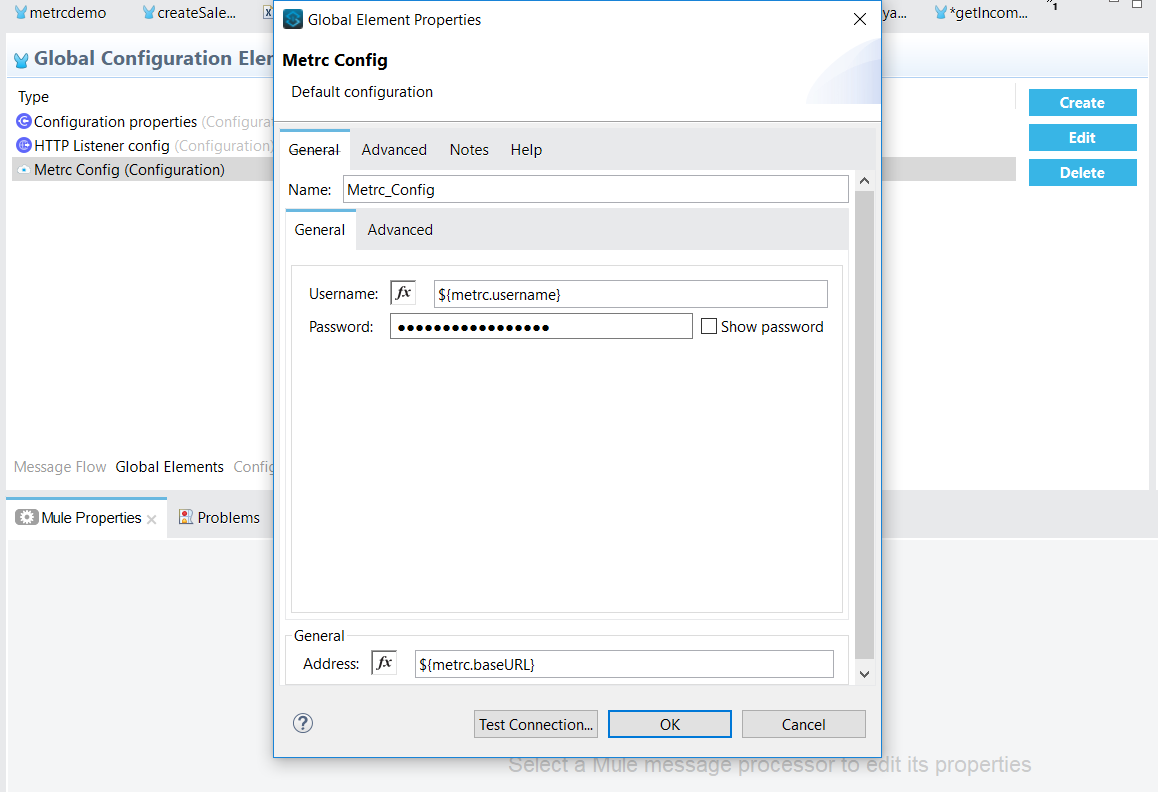 metrcdemo createSale... X ya... *getIncom... "1
Global Element Properties
Global Configuration Eler
Metrc Config
Default configuration
Type
Configuration properties (Configura
HTTP Listener config (Configuration)
Metrc Config (Configuration)
Create
Edit
Delete
General Advanced Notes Help
Name: Metrc_Config
General Advanced
Username: fx ${metrc.username}
Password: ●●●●●●●●●●●●●●●●● Show password
Message Flow Global Elements Config
Mule Properties Problems
General
Address: fx ${metrc.baseURL}
? Test Connection... OK Cancel
Select a Mule message processor to edit its properties